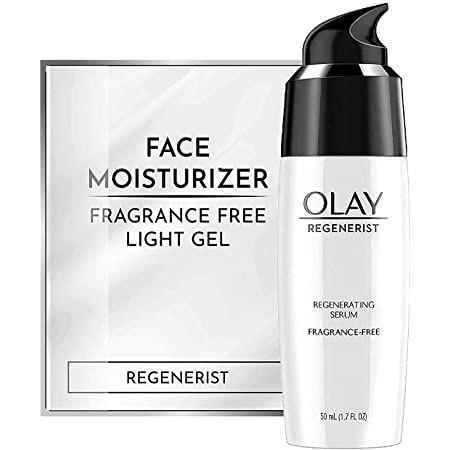 FACE
MOISTURIZER
FRAGRANCE FREE
LIGHT GEL
REGENERIST
OLAY
REGENERIST
REGENERATING
SERUM
FRAGRANCE-FREE
50 mL (1.7 FL OZ)